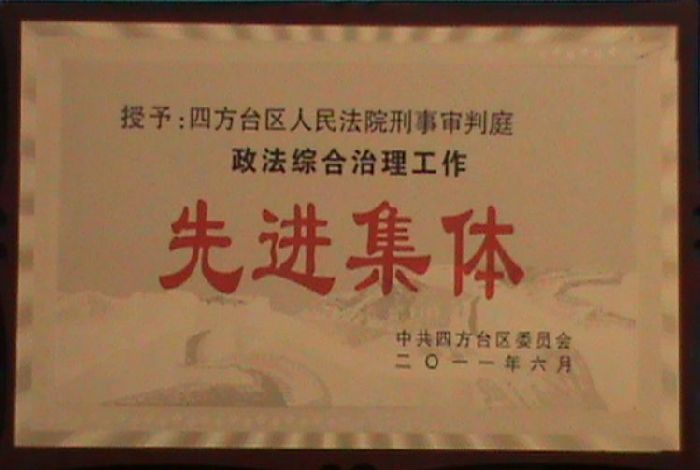 授予:四方台区人民法院刑事审判庭
政法综合治理工作
先进集体
中共四方台区委员会
二〇一一年六月